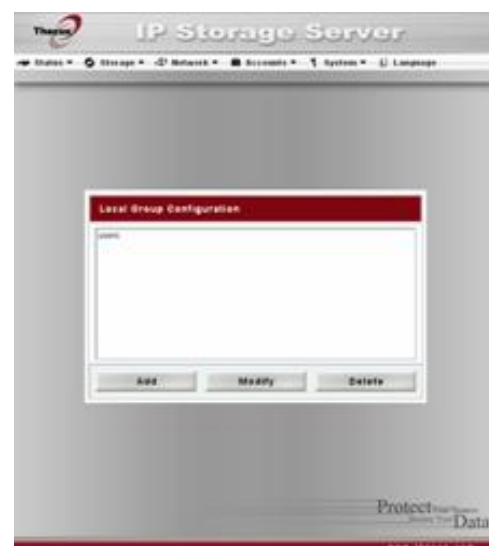 Thecus
IP Storage Server
Status Storage Network Accounts System Language
Local Group Configuration
users
Add Modify Delete
Protect
Data